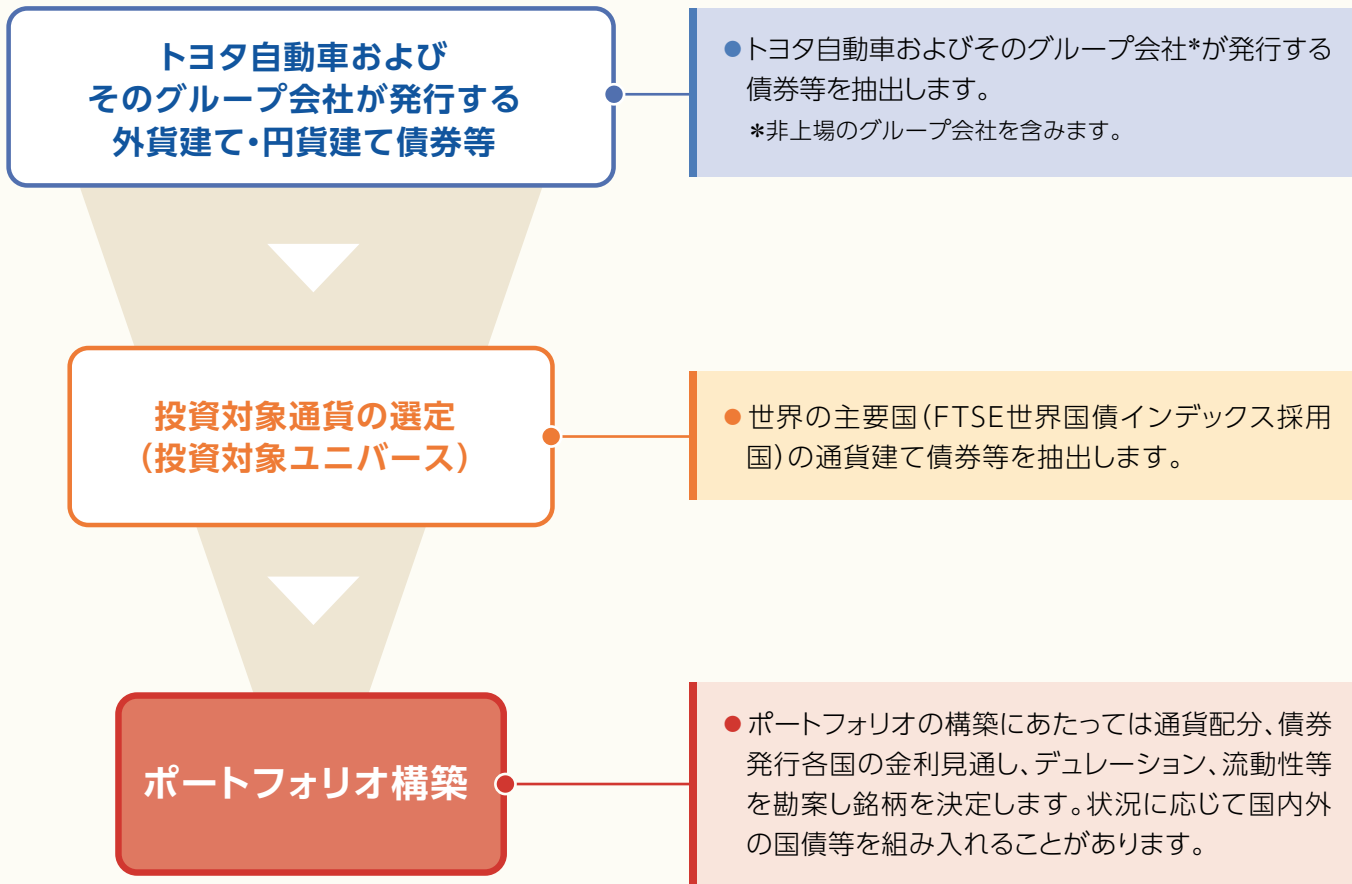 トヨタ自動車および
そのグループ会社が発行する
外貨建て・円貨建て債券等
●トヨタ自動車およびそのグループ会社*が発行する
債券等を抽出します。
*非上場のグループ会社を含みます。
投資対象通貨の選定
(投資対象ユニバース)
●世界の主要国(FTSE世界国債インデックス採用
国)の通貨建て債券等を抽出します。
ポートフォリオ構築
●ポートフォリオの構築にあたっては通貨配分、債券
発行各国の金利見通し、デュレーション、流動性等
を勘案し銘柄を決定します。状況に応じて国内外
の国債等を組み入れることがあります。